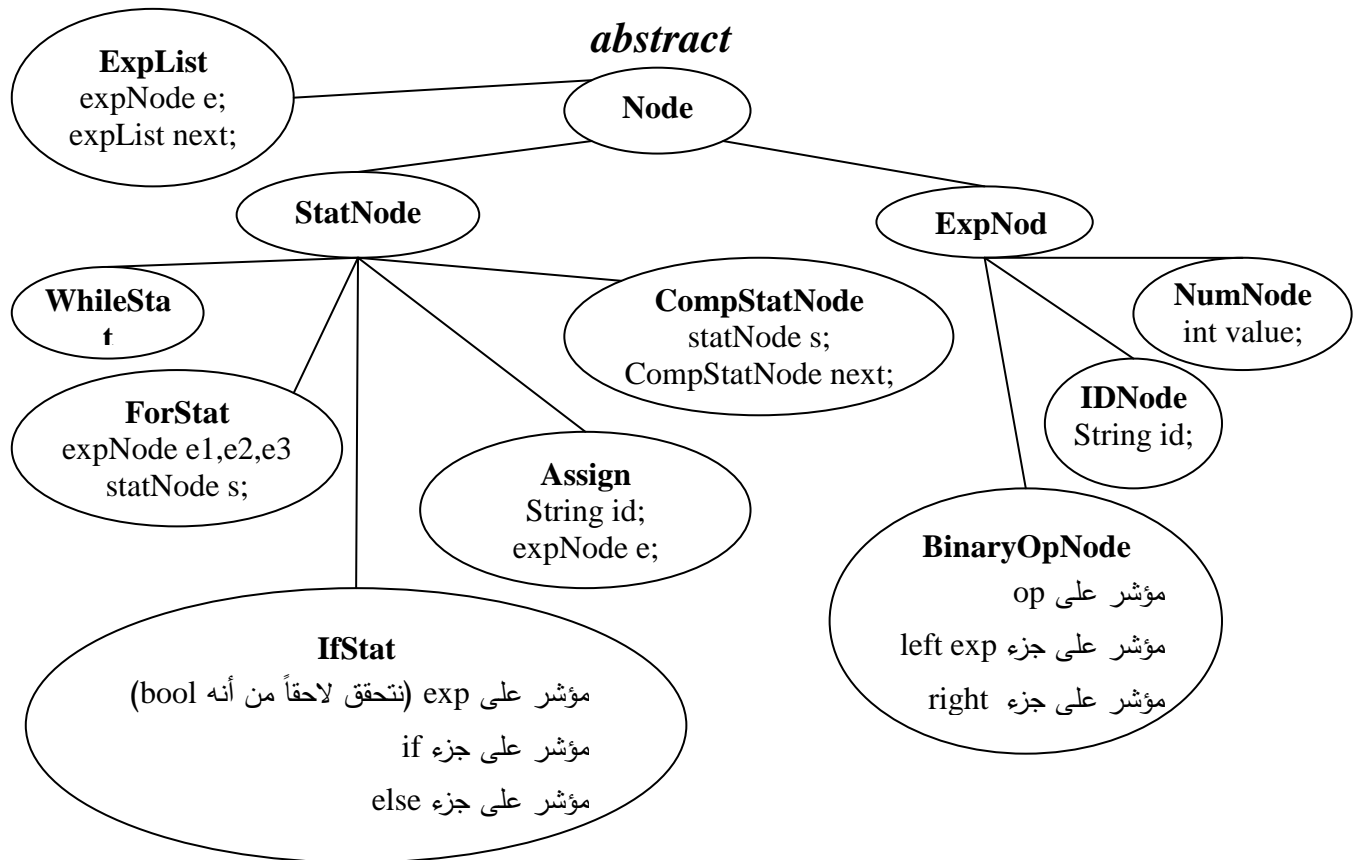 abstract
ExpList
expNode e;
expList next;
Node
StatNode
ExpNod
WhileSta
t
CompStatNode
statNode s;
CompStatNode next;
NumNode
int value;
ForStat
expNode e1,e2,e3
statNode s;
Assign
String id;
expNode e;
IDNode
String id;
BinaryOpNode
مؤشر على op
مؤشر على جزء left exp
مؤشر على جزء right
IfStat
مؤشر على exp (نتحقق لاحقاً من أنه bool)
مؤشر على جزء if
مؤشر على جزء else